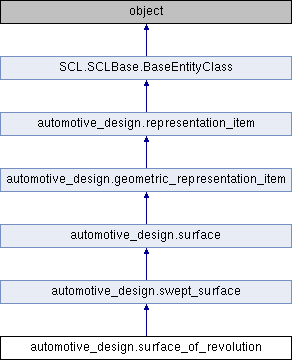 object
SCL.SCLBase.BaseEntityClass
automotive_design.representation_item
automotive_design.geometric_representation_item
automotive_design.surface
automotive_design.swept_surface
automotive_design.surface_of_revolution